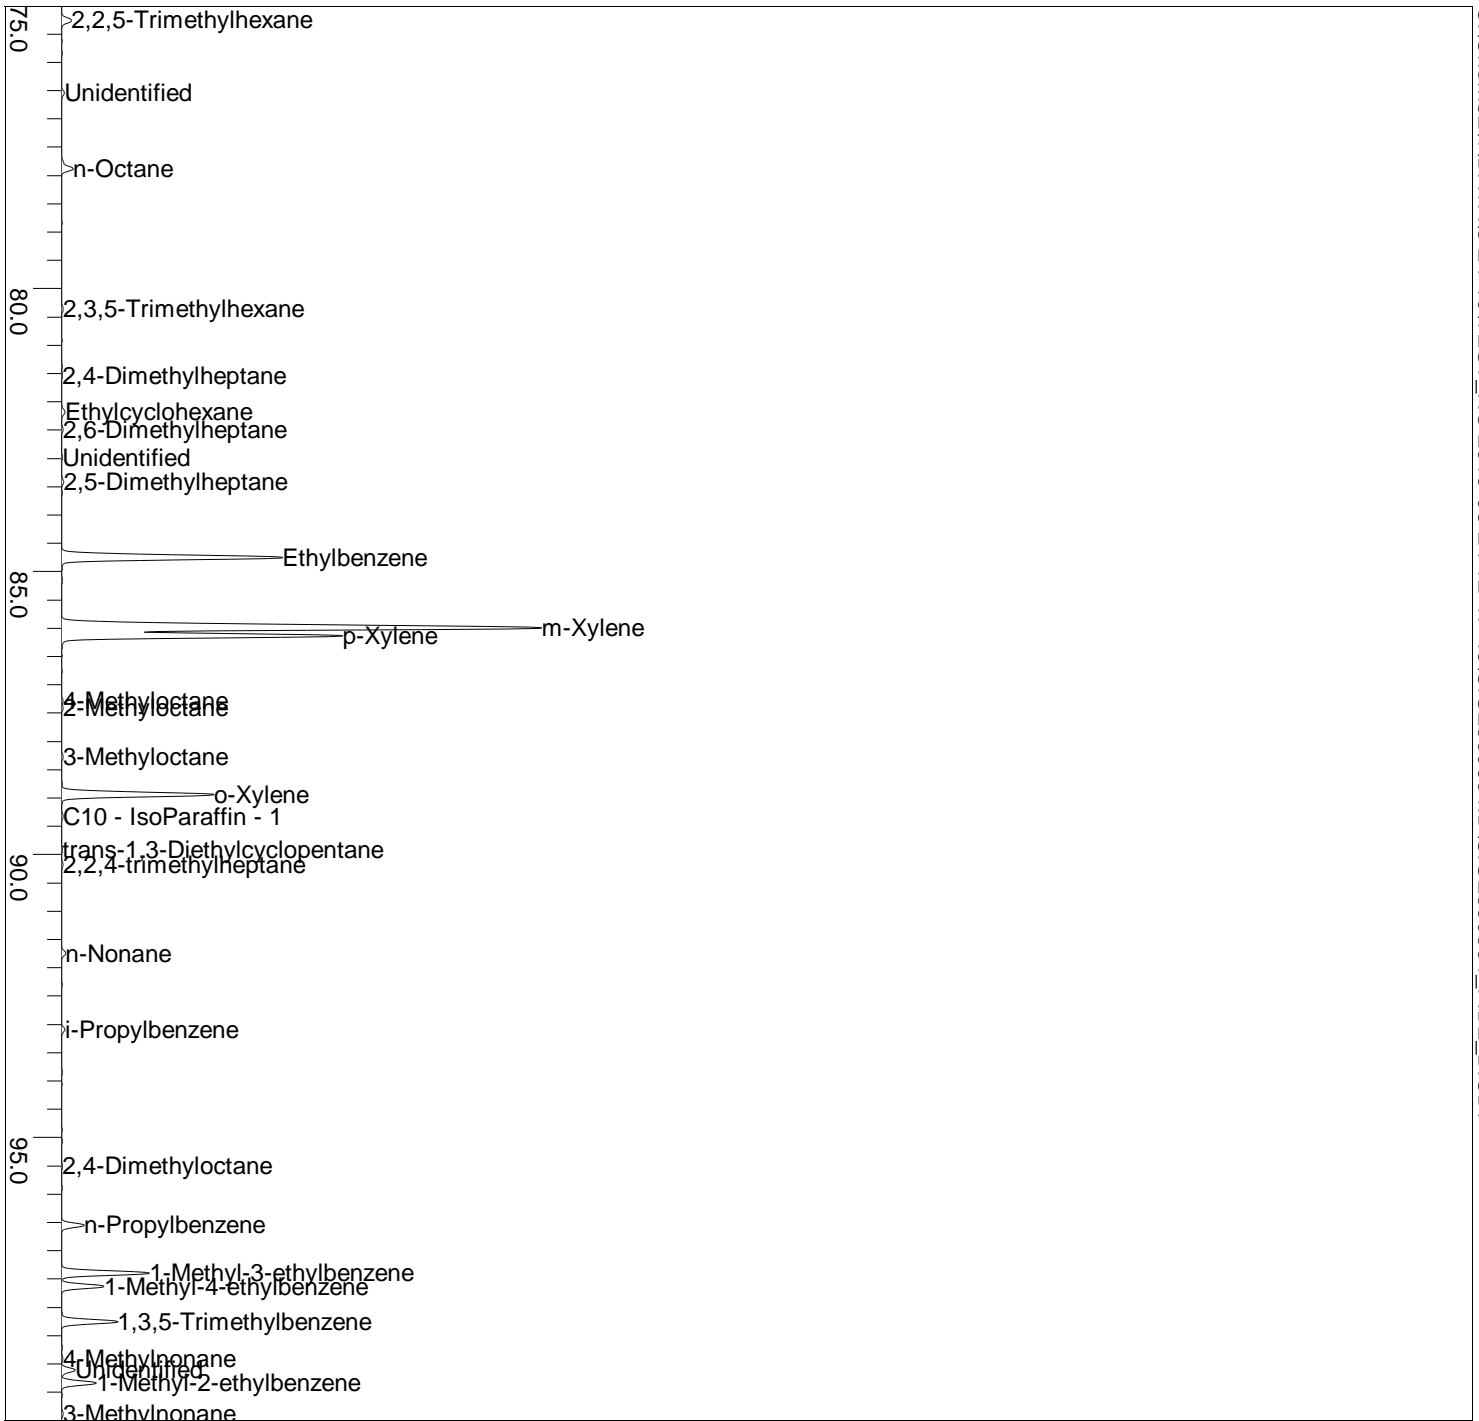 75.0
2,2,5-Trimethylhexane
Unidentified
n-Octane
80.0
2,3,5-Trimethylhexane
2,4-Dimethylheptane
Ethylcyclohexane
2,6-Dimethylheptane
Unidentified
2,5-Dimethylheptane
Ethylbenzene
85.0
m-Xylene
p-Xylene
4-Methyloctane
2-Methyloctane
3-Methyloctane
o-Xylene
C10 - IsoParaffin - 1
trans-1,3-Diethylcyclopentane
90.0
2,2,4-trimethylheptane
n-Nonane
i-Propylbenzene
95.0
2,4-Dimethyloctane
n-Propylbenzene
1-Methyl-3-ethylbenzene
1-Methyl-4-ethylbenzene
1,3,5-Trimethylbenzene
4-Methylnonane
Unidentified
1-Methyl-2-ethylbenzene
3-Methylnonane